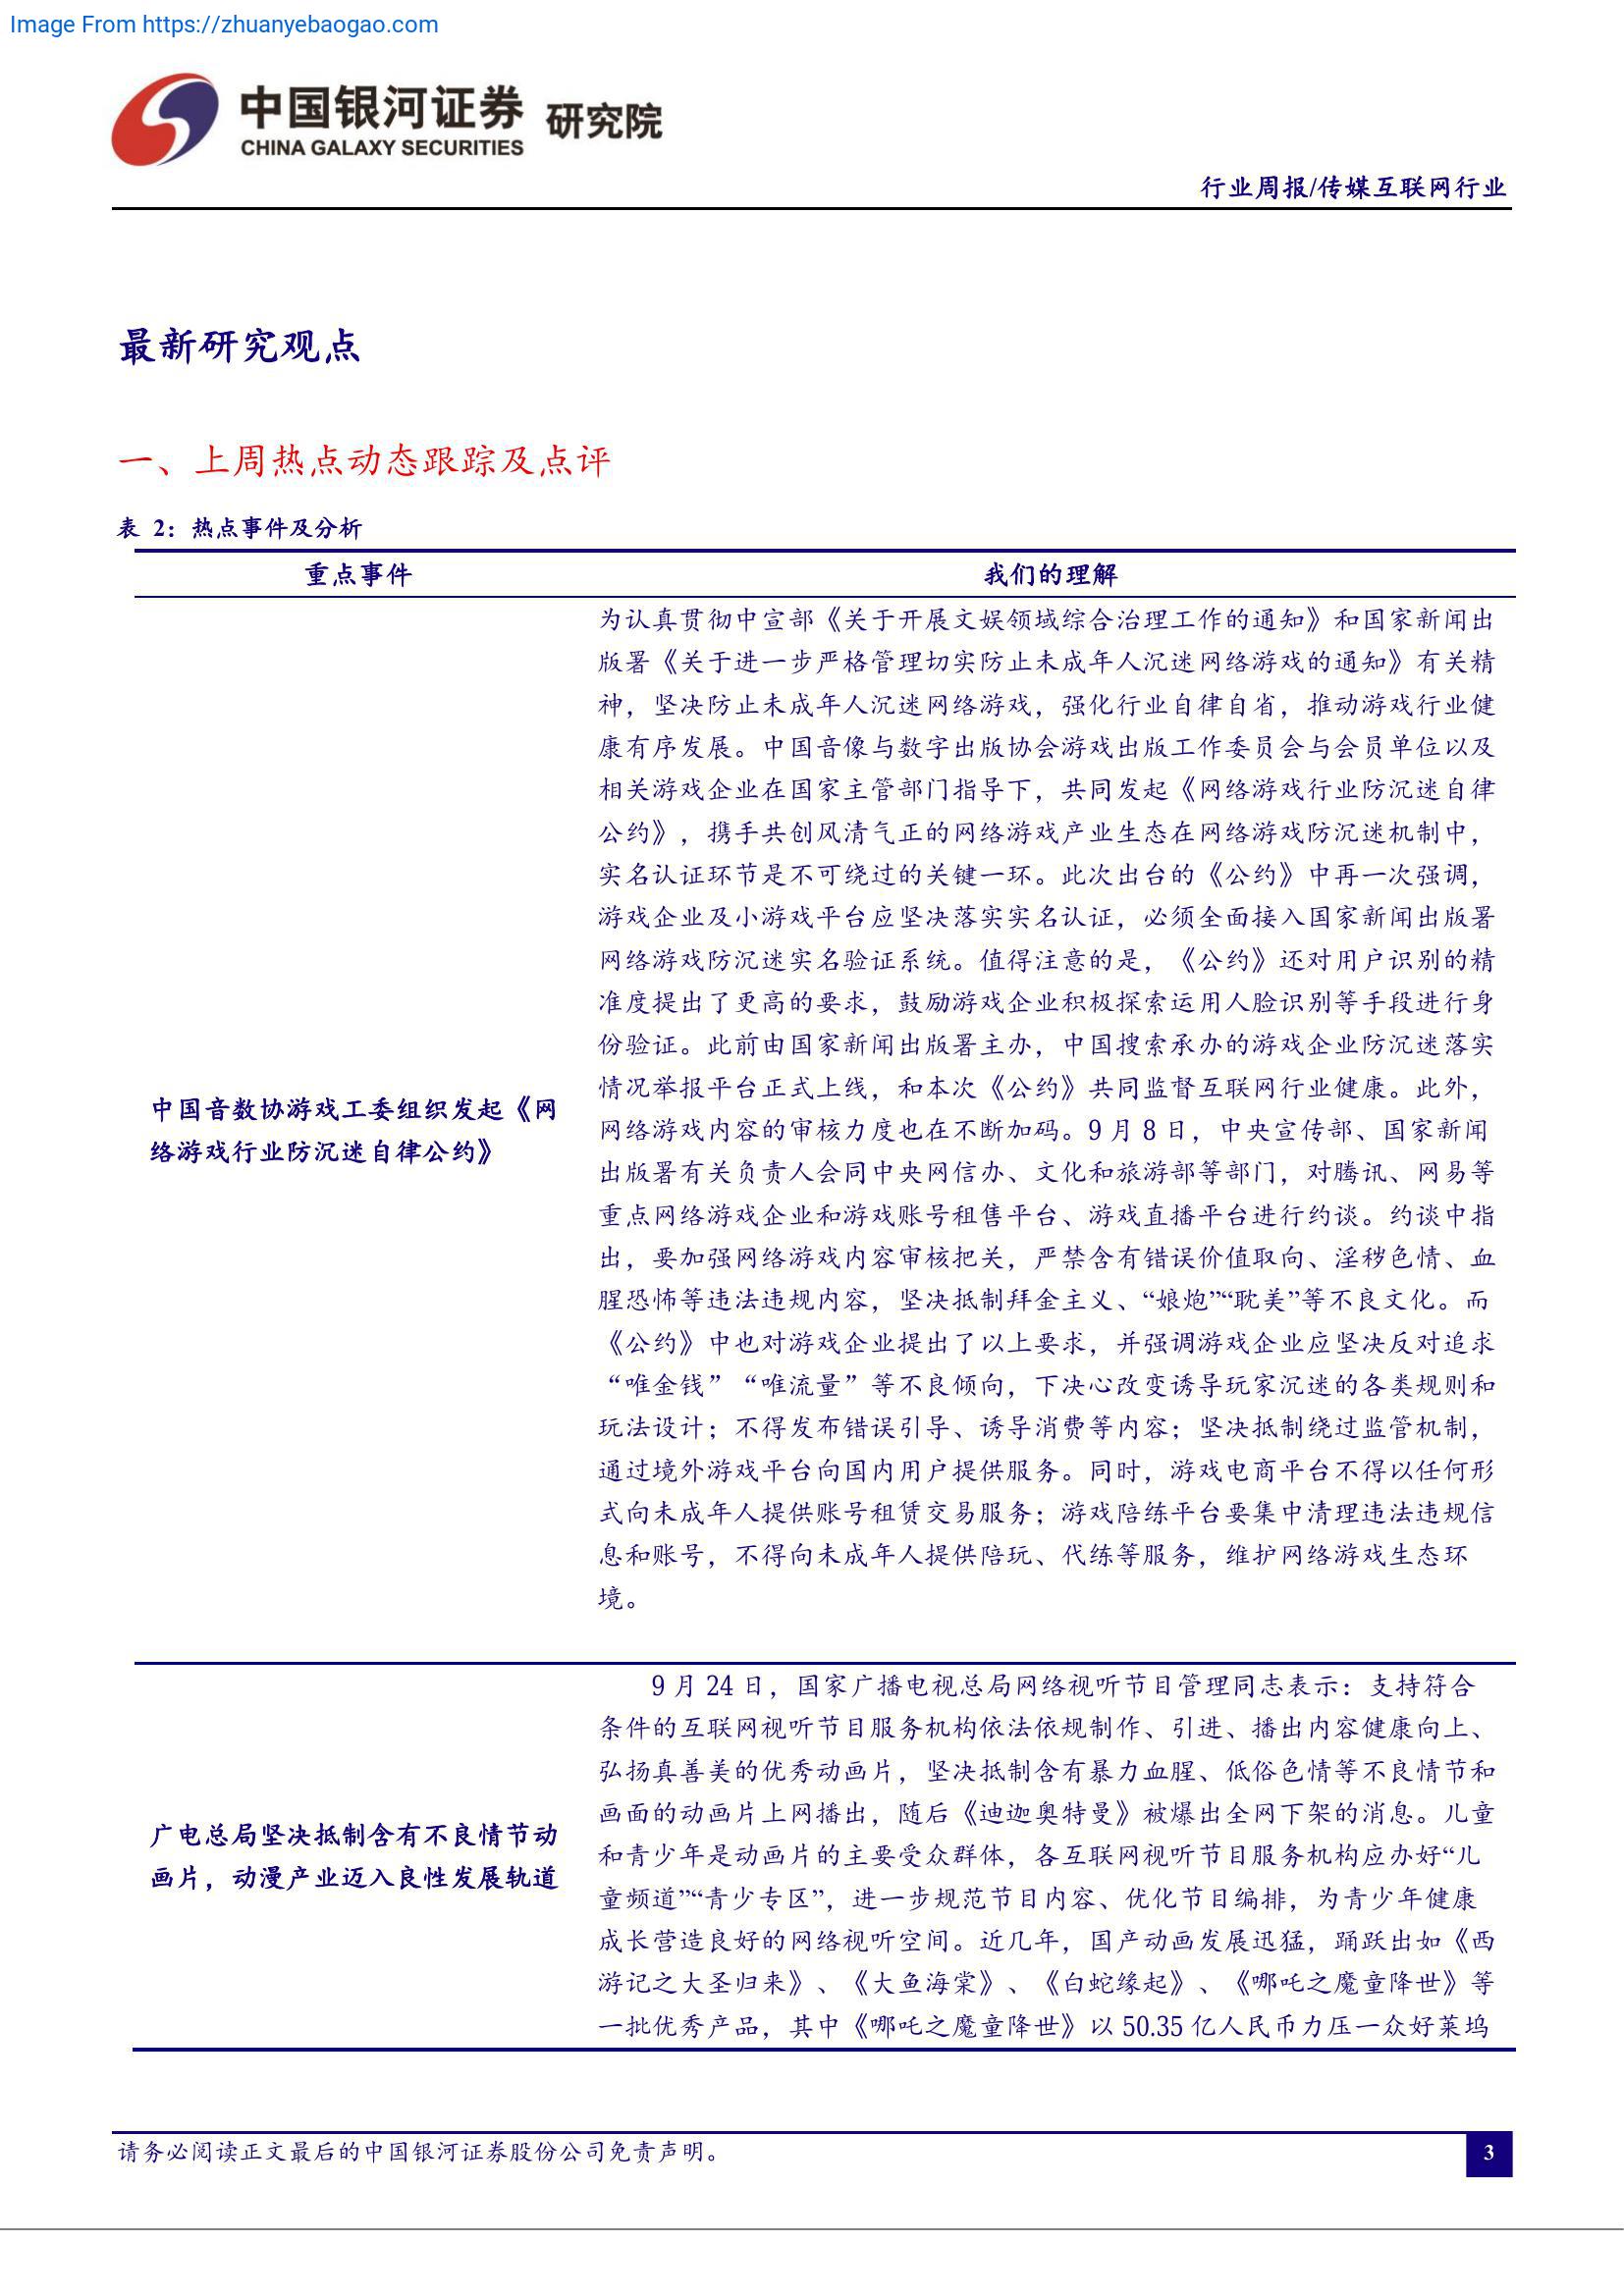 Image From https://zhuanyebaogao.com
中国银河证券 研究院
CHINA GALAXY SECURITIES
行业周报/传媒互联网行业
最新研究观点
一、上周热点动态跟踪及点评
表 2：热点事件及分析
重点事件 我们的理解
中国音数协游戏工委组织发起《网
络游戏行业防沉迷自律公约》
为认真贯彻中宣部《关于开展文娱领域综合治理工作的通知》和国家新闻出
版署《关于进一步严格管理切实防止未成年人沉迷网络游戏的通知》有关精
神，坚决防止未成年人沉迷网络游戏，强化行业自律自省，推动游戏行业健
康有序发展。中国音像与数字出版协会游戏出版工作委员会与会员单位以及
相关游戏企业在国家主管部门指导下，共同发起《网络游戏行业防沉迷自律
公约》，携手共创风清气正的网络游戏产业生态在网络游戏防沉迷机制中，
实名认证环节是不可绕过的关键一环。此次出台的《公约》中再一次强调，
游戏企业及小游戏平台应坚决落实实名认证，必须全面接入国家新闻出版署
网络游戏防沉迷实名验证系统。值得注意的是，《公约》还对用户识别的精
准度提出了更高的要求，鼓励游戏企业积极探索运用人脸识别等手段进行身
份验证。此前由国家新闻出版署主办，中国搜索承办的游戏企业防沉迷落实
情况举报平台正式上线，和本次《公约》共同监督互联网行业健康。此外，
网络游戏内容的审核力度也在不断加码。9 月 8 日，中央宣传部、国家新闻
出版署有关负责人会同中央网信办、文化和旅游部等部门，对腾讯、网易等
重点网络游戏企业和游戏账号租售平台、游戏直播平台进行约谈。约谈中指
出，要加强网络游戏内容审核把关，严禁含有错误价值取向、淫秽色情、血
腥恐怖等违法违规内容，坚决抵制拜金主义、“娘炮”“耽美”等不良文化。而
《公约》中也对游戏企业提出了以上要求，并强调游戏企业应坚决反对追求
“唯金钱”“唯流量”等不良倾向，下决心改变诱导玩家沉迷的各类规则和
玩法设计；不得发布错误引导、诱导消费等内容；坚决抵制绕过监管机制，
通过境外游戏平台向国内用户提供服务。同时，游戏电商平台不得以任何形
式向未成年人提供账号租赁交易服务；游戏陪练平台要集中清理违法违规信
息和账号，不得向未成年人提供陪玩、代练等服务，维护网络游戏生态环
境。
广电总局坚决抵制含有不良情节动
画片，动漫产业迈入良性发展轨道
9 月 24 日，国家广播电视总局网络视听节目管理同志表示：支持符合
条件的互联网视听节目服务机构依法依规制作、引进、播出内容健康向上、
弘扬真善美的优秀动画片，坚决抵制含有暴力血腥、低俗色情等不良情节和
画面的动画片上网播出，随后《迪迦奥特曼》被爆出全网下架的消息。儿童
和青少年是动画片的主要受众群体，各互联网视听节目服务机构应办好“儿
童频道”“青少专区”，进一步规范节目内容、优化节目编排，为青少年健康
成长营造良好的网络视听空间。近几年，国产动画发展迅猛，踊跃出如《西
游记之大圣归来》、《大鱼海棠》、《白蛇缘起》、《哪吒之魔童降世》等
一批优秀产品，其中《哪吒之魔童降世》以 50.35 亿人民币力压一众好莱坞
请务必阅读正文最后的中国银河证券股份公司免责声明。
3